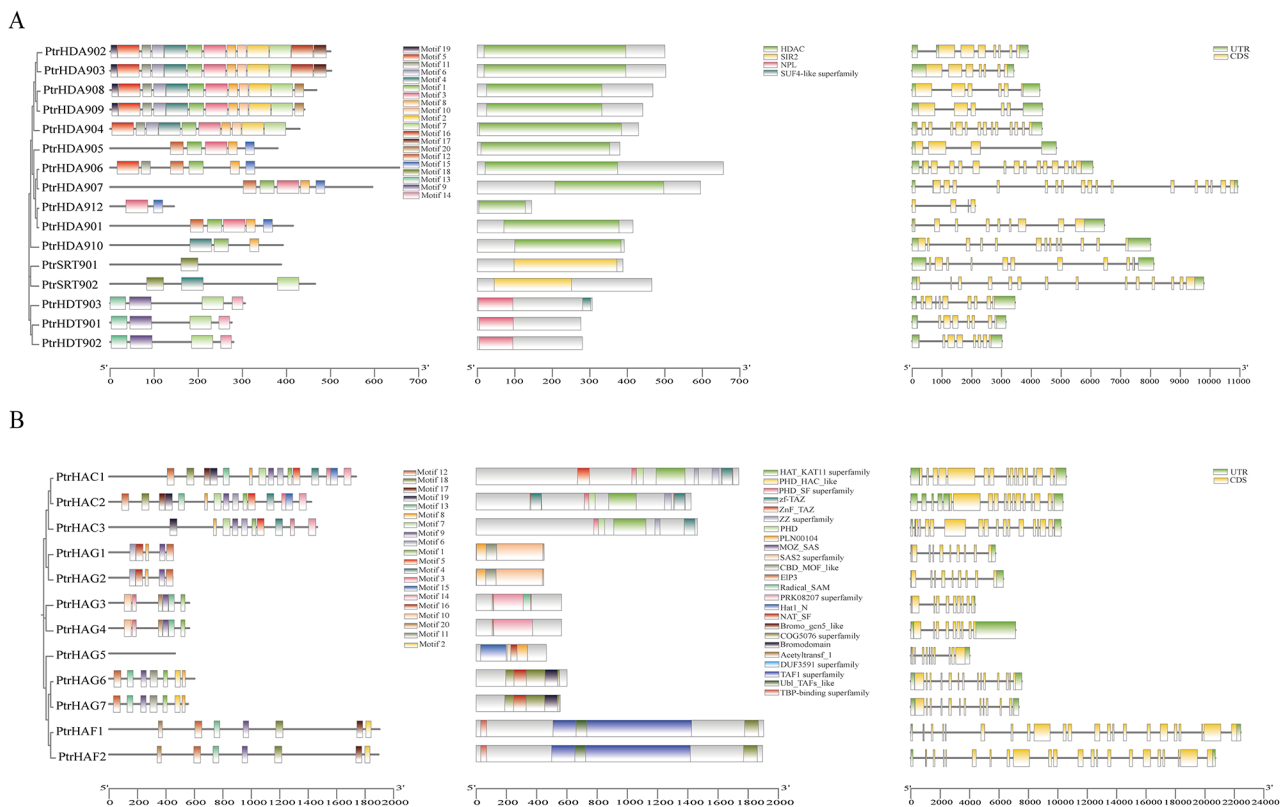 A
PtrHDA902
PtrHDA903
PtrHDA908
PtrHDA909
PtrHDA904
PtrHDA905
PtrHDA906
PtrHDA907
PtrHDA912
PtrHDA901
PtrHDA910
PtrSRT901
PtrSRT902
PtrHDT903
PtrHDT901
PtrHDT902
5' 3'
0 100 200 300 400 500 600 700
Motif 19
Motif 5
Motif 11
Motif 6
Motif 4
Motif 1
Motif 3
Motif 8
Motif 10
Motif 2
Motif 7
Motif 16
Motif 17
Motif 20
Motif 12
Motif 15
Motif 18
Motif 13
Motif 9
Motif 14
5' 3'
0 100 200 300 400 500 600 700
HDAC
SIR2
NPL
SUF4-like superfamily
5' 3'
0 1000 2000 3000 4000 5000 6000 7000 8000 9000 10000 11000
UTR
CDS
B
PtrHAC1
PtrHAC2
PtrHAC3
PtrHAG1
PtrHAG2
PtrHAG3
PtrHAG4
PtrHAG5
PtrHAG6
PtrHAG7
PtrHAF1
PtrHAF2
5' 3'
0 200 400 600 800 1000 1200 1400 1600 1800 2000
Motif 12
Motif 18
Motif 17
Motif 19
Motif 13
Motif 8
Motif 7
Motif 9
Motif 6
Motif 1
Motif 5
Motif 4
Motif 3
Motif 15
Motif 14
Motif 16
Motif 10
Motif 20
Motif 11
Motif 2
5' 3'
0 200 400 600 800 1000 1200 1400 1600 1800 2000
HAT_KAT11 superfamily
PHD_HAC_like
PHD_SF superfamily
zf-TAZ
ZnF_TAZ
ZZ superfamily
PHD
PLN00104
MOZ_SAS
SAS2 superfamily
CBD_MOF_like
EIP3
Radical_SAM
PRK08207 superfamily
Hat1_N
NAT_SF
Bromo_gcn5_like
COG5076 superfamily
Bromodomain
Acetyltransf_1
DUF3591 superfamily
TAF1 superfamily
Ubl_TAFs_like
TBP-binding superfamily
5' 3'
0 2000 4000 6000 8000 10000 12000 14000 16000 18000 20000 22000 24000
UTR
CDS